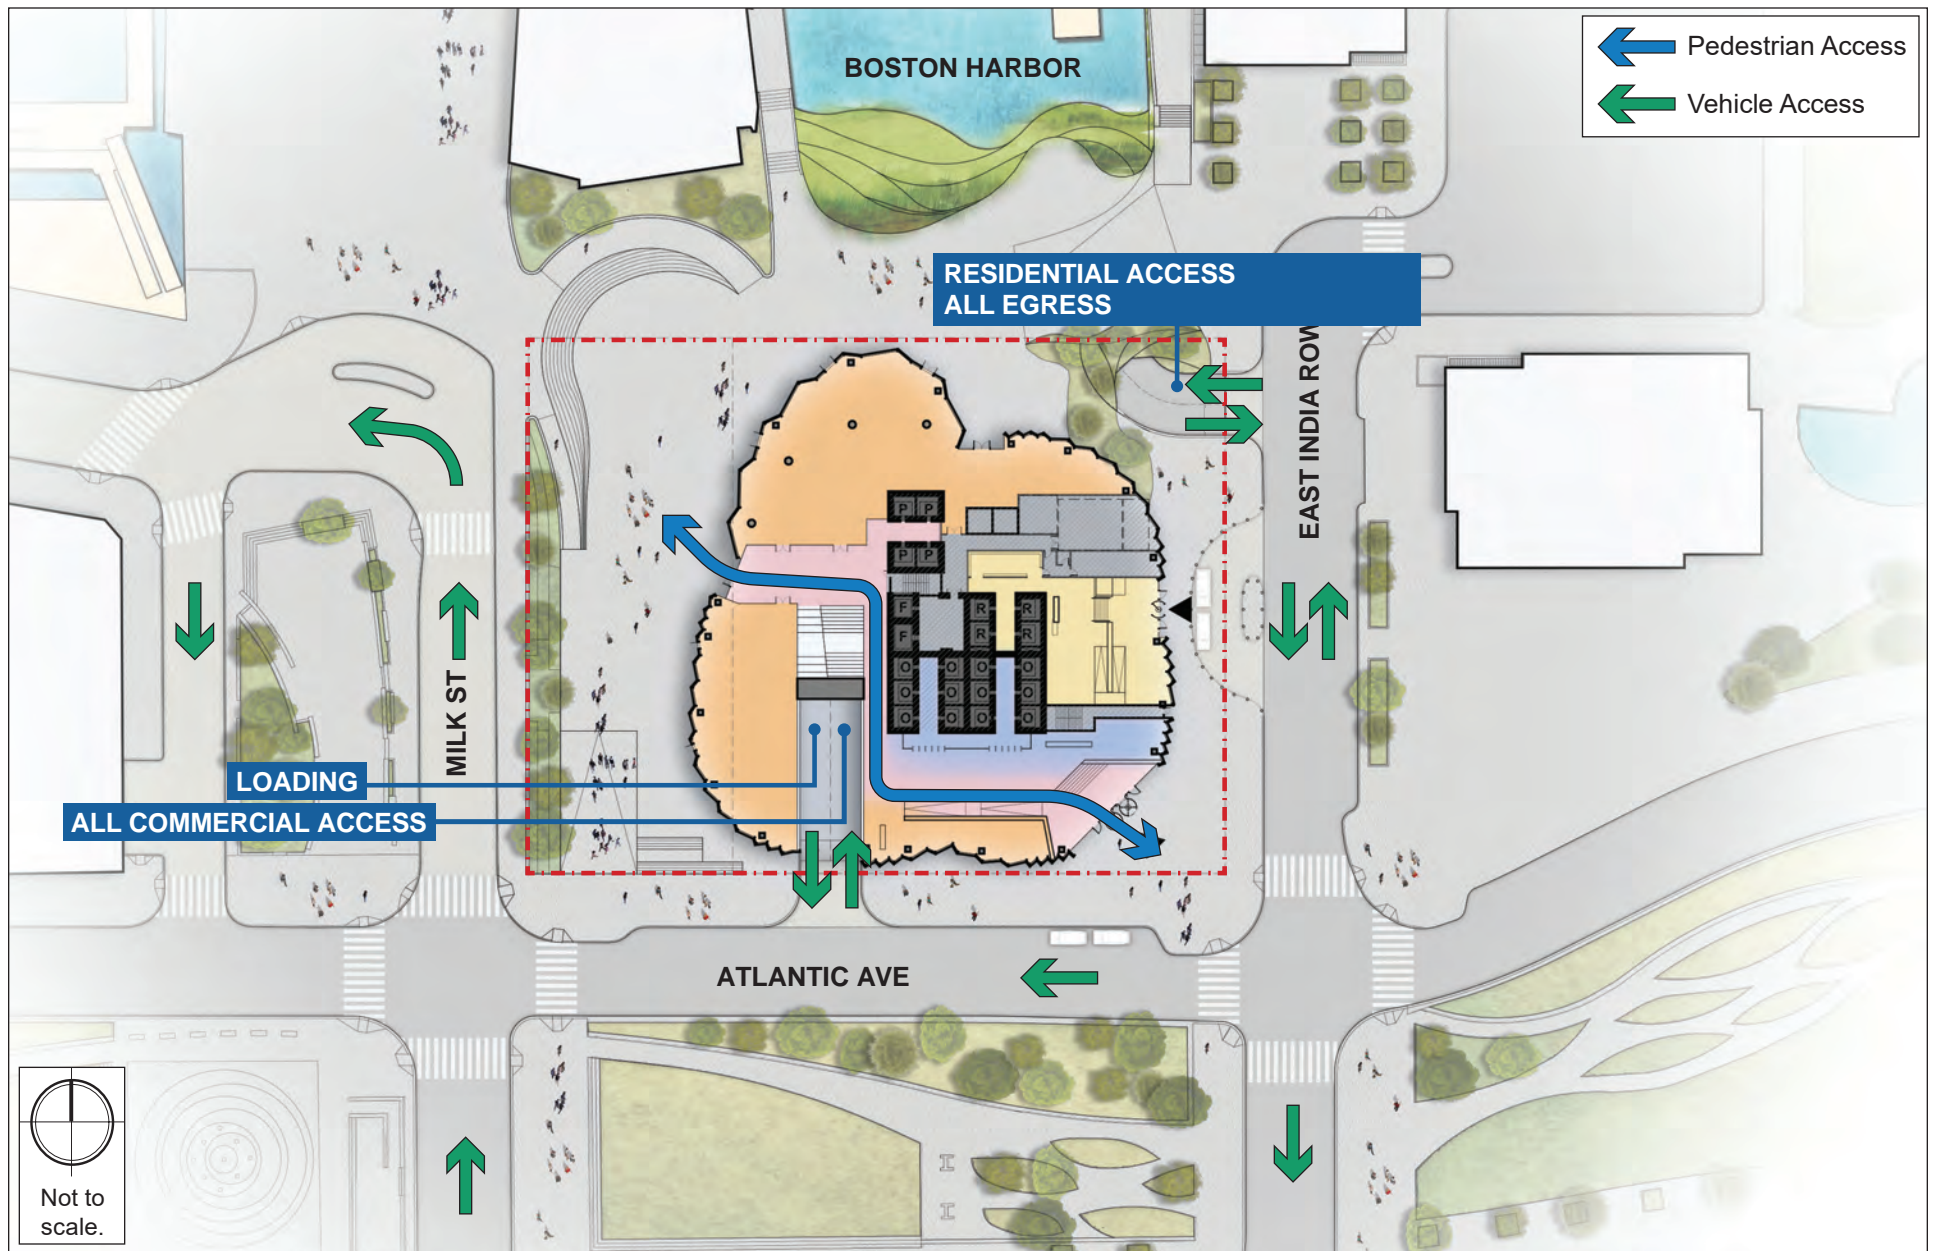 BOSTON HARBOR
Pedestrian Access
Vehicle Access
RESIDENTIAL ACCESS
ALL EGRESS
EAST INDIA ROW
P P
P P
F R R
F R R
O O O
O O O
O O O
MILK ST
LOADING
ALL COMMERCIAL ACCESS
ATLANTIC AVE
Not to
scale.